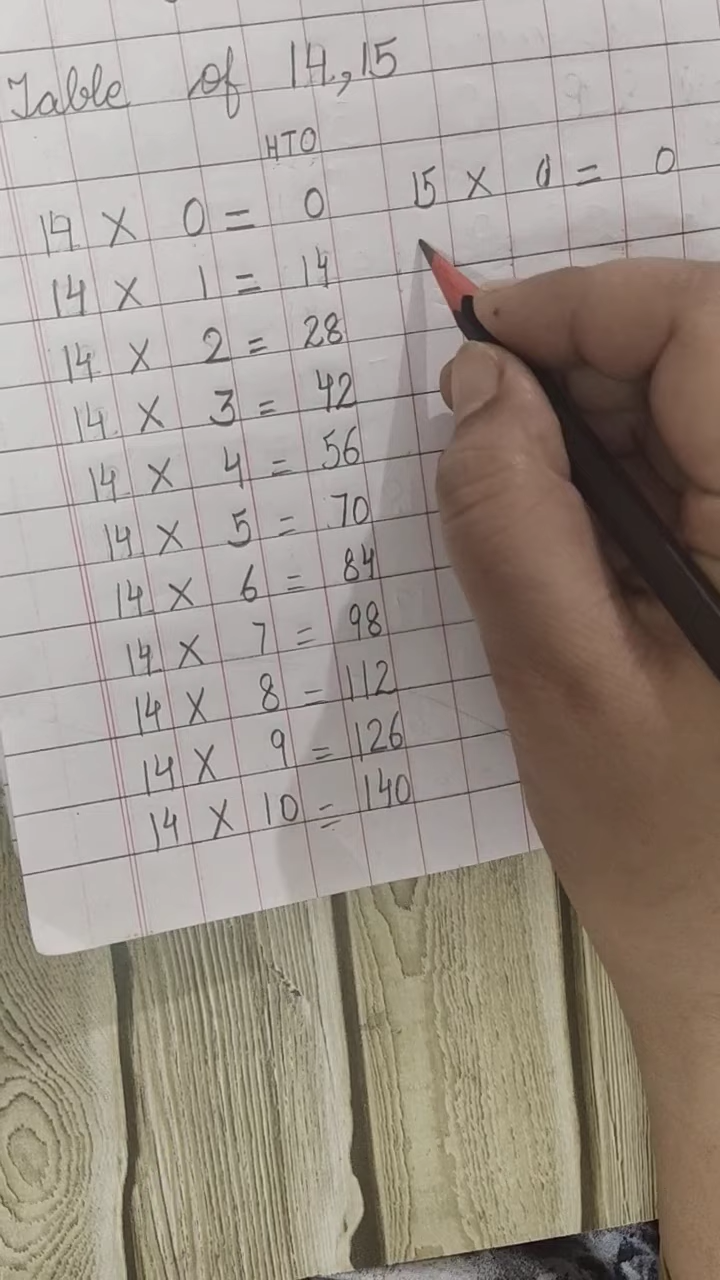 Table of 14, 15
HTO
14 X 0 = 0 15 X 0 = 0
14 X 1 = 14
14 X 2 = 28
14 X 3 = 42
14 X 4 = 56
14 X 5 = 70
14 X 6 = 84
14 X 7 = 98
14 X 8 = 112
14 X 9 = 126
14 X 10 = 140